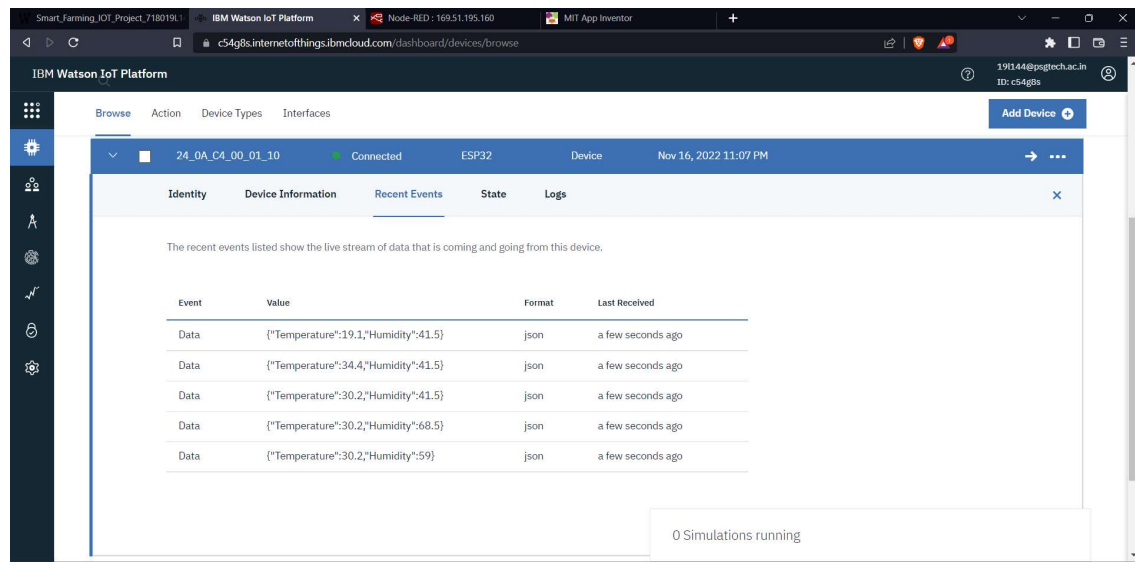 Smart_Farming_IOT_Project_718019L1 IBM Watson IoT Platform Node-RED : 169.51.195.160 MIT App Inventor
c54g8s.internetofthings.ibmcloud.com/dashboard/devices/browse
IBM Watson IoT Platform
19l144@psgtech.ac.in
ID: c54g8s
Browse Action Device Types Interfaces Add Device
24_0A_C4_00_01_10 Connected ESP32 Device Nov 16, 2022 11:07 PM
Identity Device Information Recent Events State Logs
The recent events listed show the live stream of data that is coming and going from this device.
Event Value Format Last Received
Data {"Temperature":19.1,"Humidity":41.5} json a few seconds ago
Data {"Temperature":34.4,"Humidity":41.5} json a few seconds ago
Data {"Temperature":30.2,"Humidity":41.5} json a few seconds ago
Data {"Temperature":30.2,"Humidity":68.5} json a few seconds ago
Data {"Temperature":30.2,"Humidity":59} json a few seconds ago
0 Simulations running